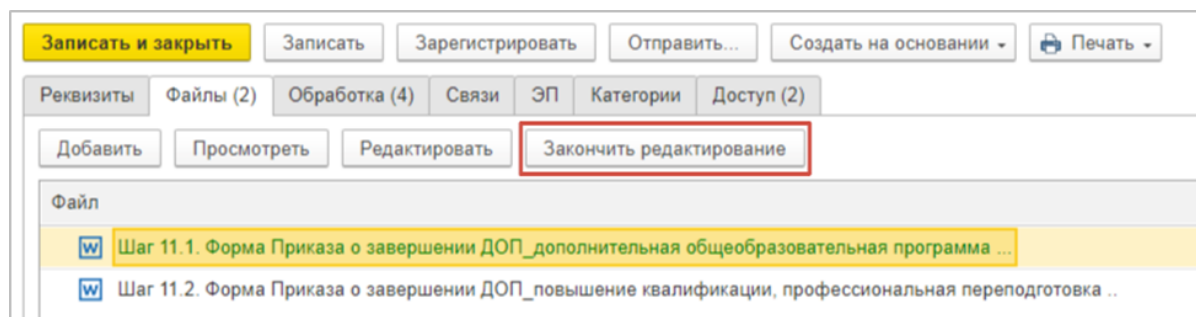 Записать и закрыть Записать Зарегистрировать Отправить... Создать на основании Печать
Реквизиты Файлы (2) Обработка (4) Связи ЭП Категории Доступ (2)
Добавить Просмотреть Редактировать Закончить редактирование
Файл
Шаг 11.1. Форма Приказа о завершении ДОП_дополнительная общеобразовательная программа ...
Шаг 11.2. Форма Приказа о завершении ДОП_повышение квалификации, профессиональная переподготовка ..